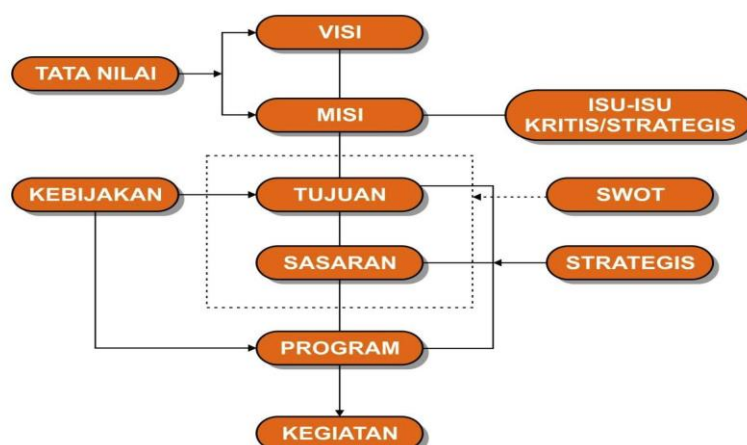 VISI
TATA NILAI
MISI
ISU-ISU
KRITIS/STRATEGIS
KEBIJAKAN
TUJUAN
SWOT
SASARAN
STRATEGIS
PROGRAM
KEGIATAN